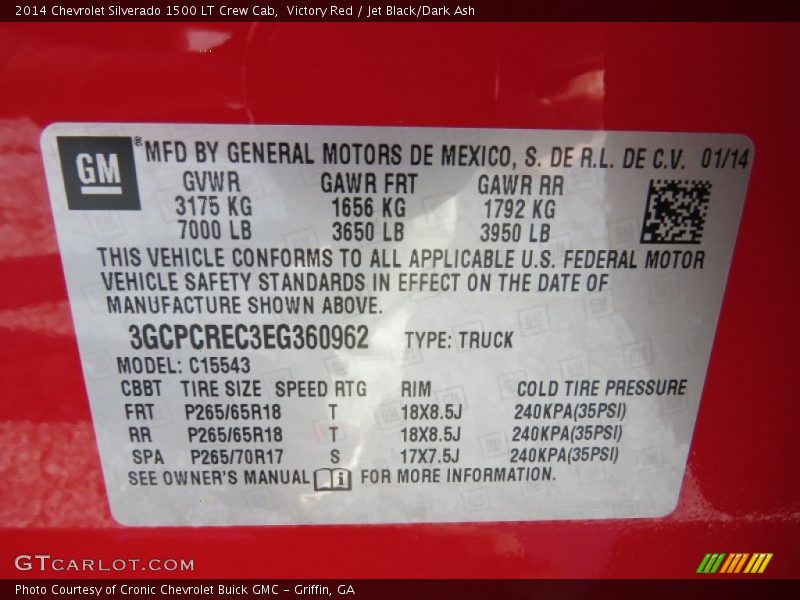 2014 Chevrolet Silverado 1500 LT Crew Cab, Victory Red / Jet Black/Dark Ash
GM ® MFD BY GENERAL MOTORS DE MEXICO, S. DE R.L. DE C.V. 01/14
GVWR GAWR FRT GAWR RR
3175 KG 1656 KG 1792 KG
7000 LB 3650 LB 3950 LB
THIS VEHICLE CONFORMS TO ALL APPLICABLE U.S. FEDERAL MOTOR
VEHICLE SAFETY STANDARDS IN EFFECT ON THE DATE OF
MANUFACTURE SHOWN ABOVE.
3GCPCREC3EG360962 TYPE: TRUCK
MODEL: C15543
CBBT TIRE SIZE SPEED RTG RIM COLD TIRE PRESSURE
FRT P265/65R18 T 18X8.5J 240KPA(35PSI)
RR P265/65R18 T 18X8.5J 240KPA(35PSI)
SPA P265/70R17 S 17X7.5J 240KPA(35PSI)
SEE OWNER'S MANUAL i FOR MORE INFORMATION.
GTCARLOT.COM
Photo Courtesy of Cronic Chevrolet Buick GMC - Griffin, GA